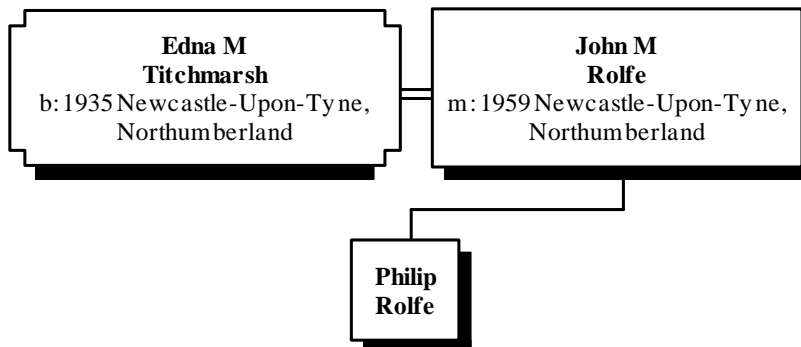 Edna M
Titchmarsh
b: 1935 Newcastle-Upon-Tyne,
Northumberland
John M
Rolfe
m: 1959 Newcastle-Upon-Tyne,
Northumberland
Philip
Rolfe